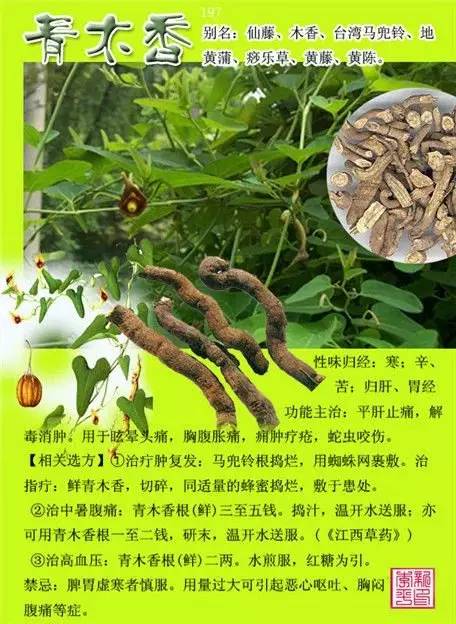 197
青木香
别名：仙藤、木香、台湾马兜铃、地
黄蒲、痧乐草、黄藤、黄陈。
性味归经：寒；辛、
苦；归肝、胃经
功能主治：平肝止痛，解
毒消肿。用于眩晕头痛，胸腹胀痛，痈肿疔疮，蛇虫咬伤。
【相关选方】①治疔肿复发：马兜铃根捣烂，用蜘蛛网裹敷。治
指疔：鲜青木香，切碎，同适量的蜂蜜捣烂，敷于患处。
②治中暑腹痛：青木香根(鲜)三至五钱。捣汁，温开水送服；亦
可用青木香根一至二钱，研末，温开水送服。(《江西草药》)
③治高血压：青木香根(鲜)二两。水煎服，红糖为引。
禁忌：脾胃虚寒者慎服。用量过大可引起恶心呕吐、胸闷
腹痛等症。